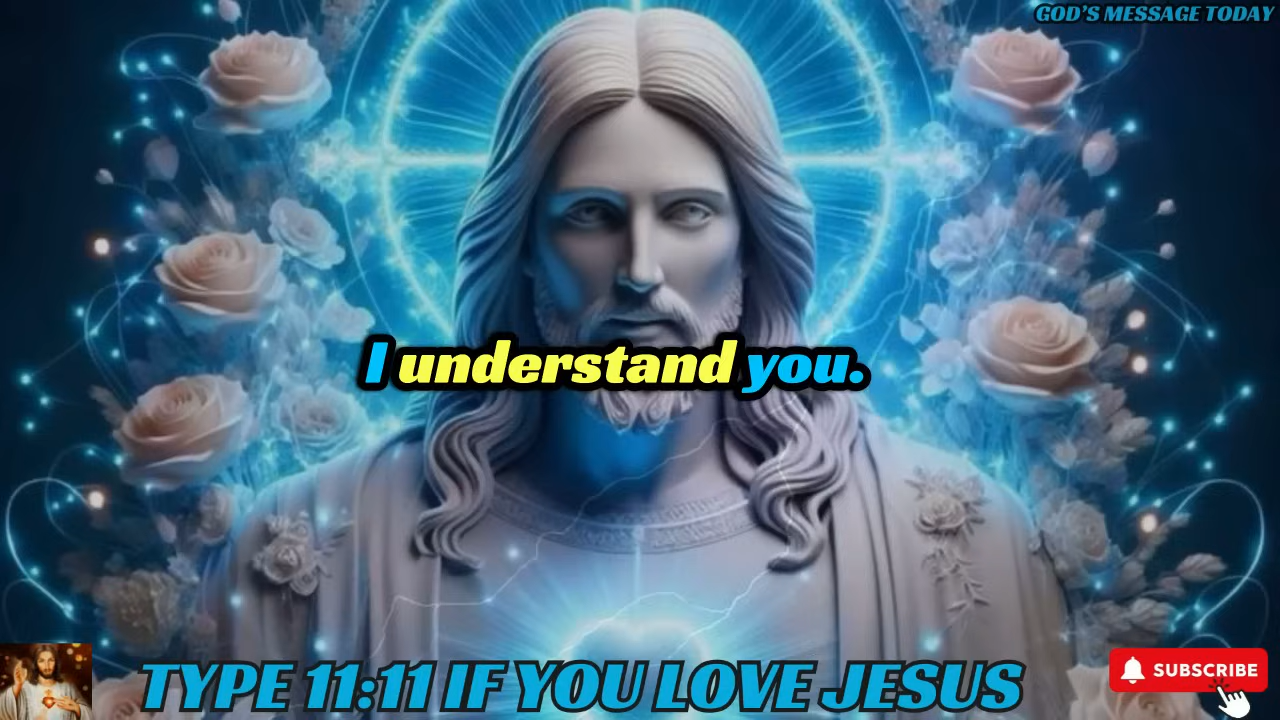 GOD'S MESSAGE TODAY
I understand you.
TYPE 11:11 IF YOU LOVE JESUS
SUBSCRIBE